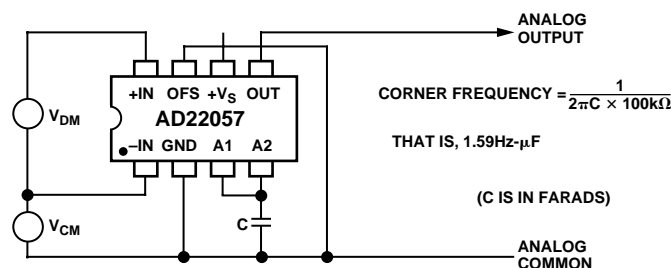 ANALOG
OUTPUT
+IN OFS +VS OUT
AD22057
–IN GND A1 A2
VDM
VCM
C
CORNER FREQUENCY = 1
2πC × 100kΩ
THAT IS, 1.59Hz-μF
(C IS IN FARADS)
ANALOG
COMMON